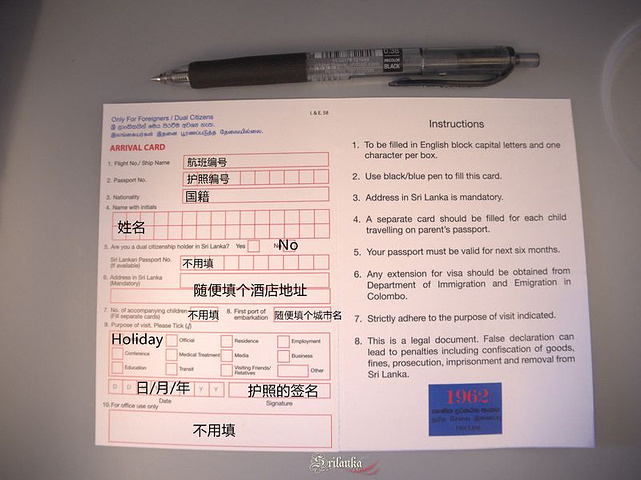 0.38
BLACK
I. & E. 58
Only For Foreigners / Dual Citizens
ARRIVAL CARD
1. Flight No./ Ship Name 航班编号
2. Passport No. 护照编号
3. Nationality 国籍
4. Name with initials
姓名
5. Are you a dual citizenship holder in Sri Lanka? Yes No
Sri Lankan Passport No. 不用填
(If available)
6. Address in Sri Lanka
(Mandatory)
随便填个酒店地址
7. No. of accompanying children 不用填 8. First port of 随便填个城市名
(Fill separate cards) embarkation
9. Purpose of visit, Please Tick (√)
Holiday Official Residence Employment
Conference Medical Treatment Media Business
Education Transit Visiting Friends/ Other
Relatives
D D 日/月/年 Y Y 护照的签名
Date Signature
10. For office use only
不用填
Instructions
1. To be filled in English block capital letters and one
character per box.
2. Use black/blue pen to fill this card.
3. Address in Sri Lanka is mandatory.
4. A separate card should be filled for each child
travelling on parent's passport.
5. Your passport must be valid for next six months.
6. Any extension for visa should be obtained from
Department of Immigration and Emigration in
Colombo.
7. Strictly adhere to the purpose of visit indicated.
8. This is a legal document. False declaration can
lead to penalties including confiscation of goods,
fines, prosecution, imprisonment and removal from
Sri Lanka.
1962
Srilanka